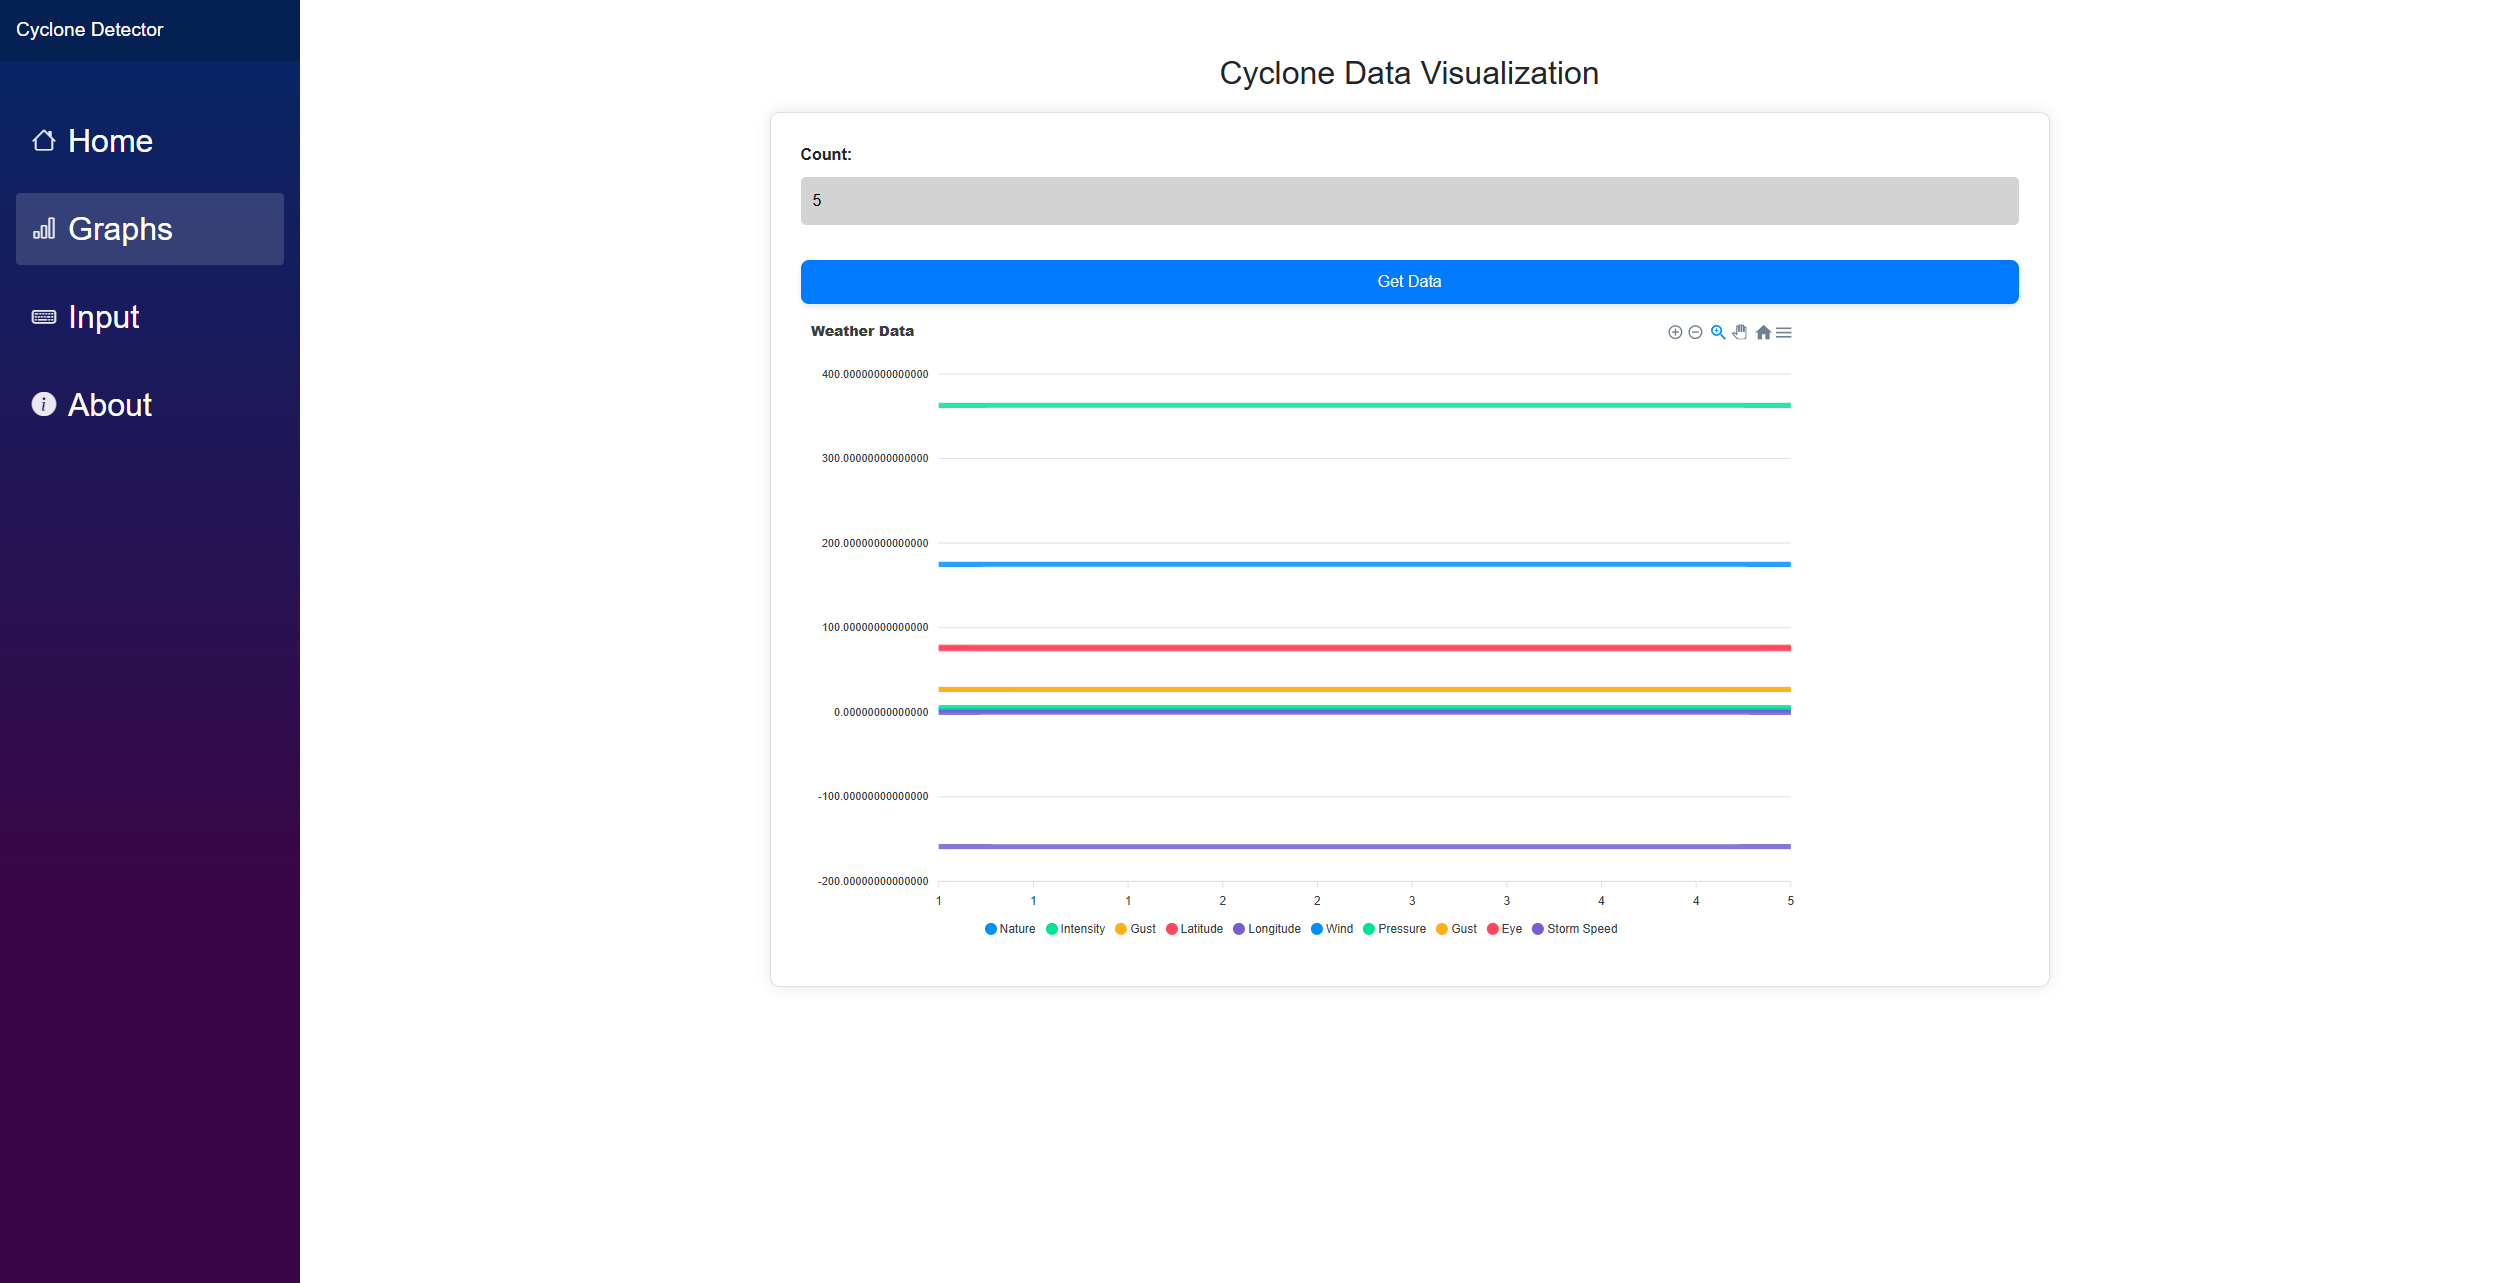 Cyclone Detector
Home
Graphs
Input
About
Cyclone Data Visualization
Count:
5
Get Data
Weather Data
400.00000000000000
300.00000000000000
200.00000000000000
100.00000000000000
0.00000000000000
-100.00000000000000
-200.00000000000000
1 1 1 2 2 3 3 4 4 5
Nature Intensity Gust Latitude Longitude Wind Pressure Gust Eye Storm Speed